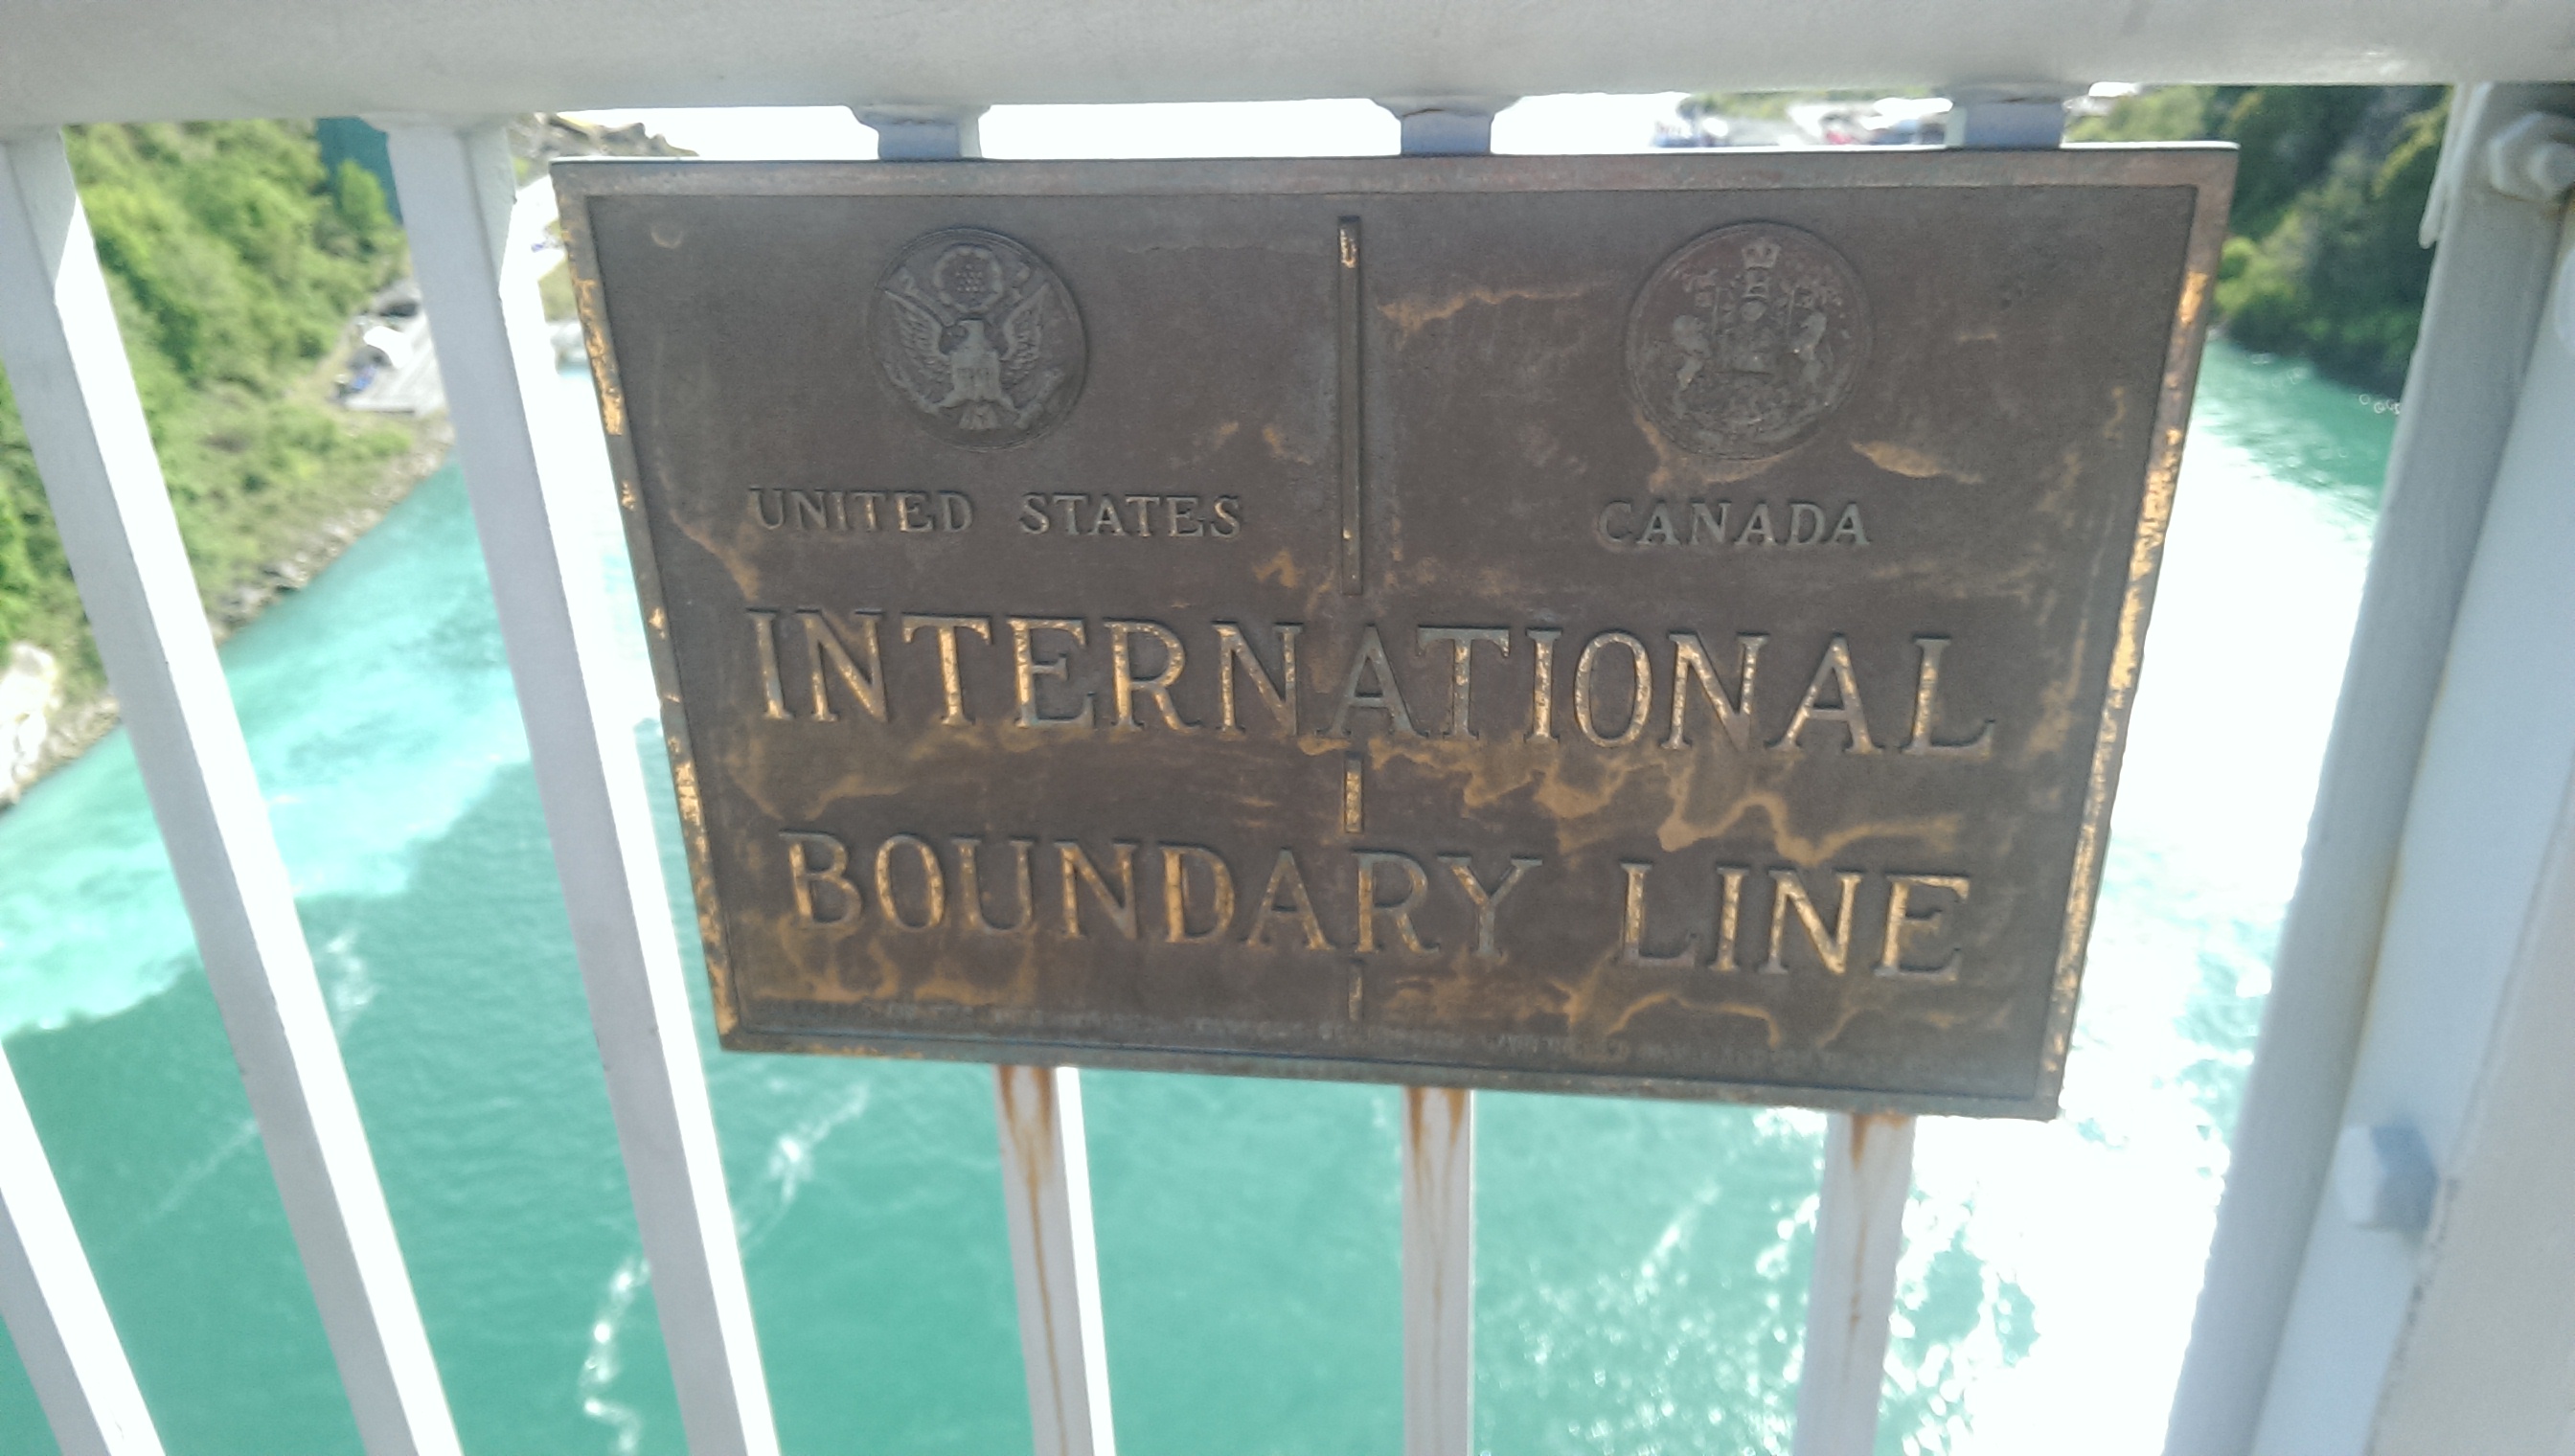 UNITED STATES
CANADA
INTERNATIONAL
BOUNDARY LINE